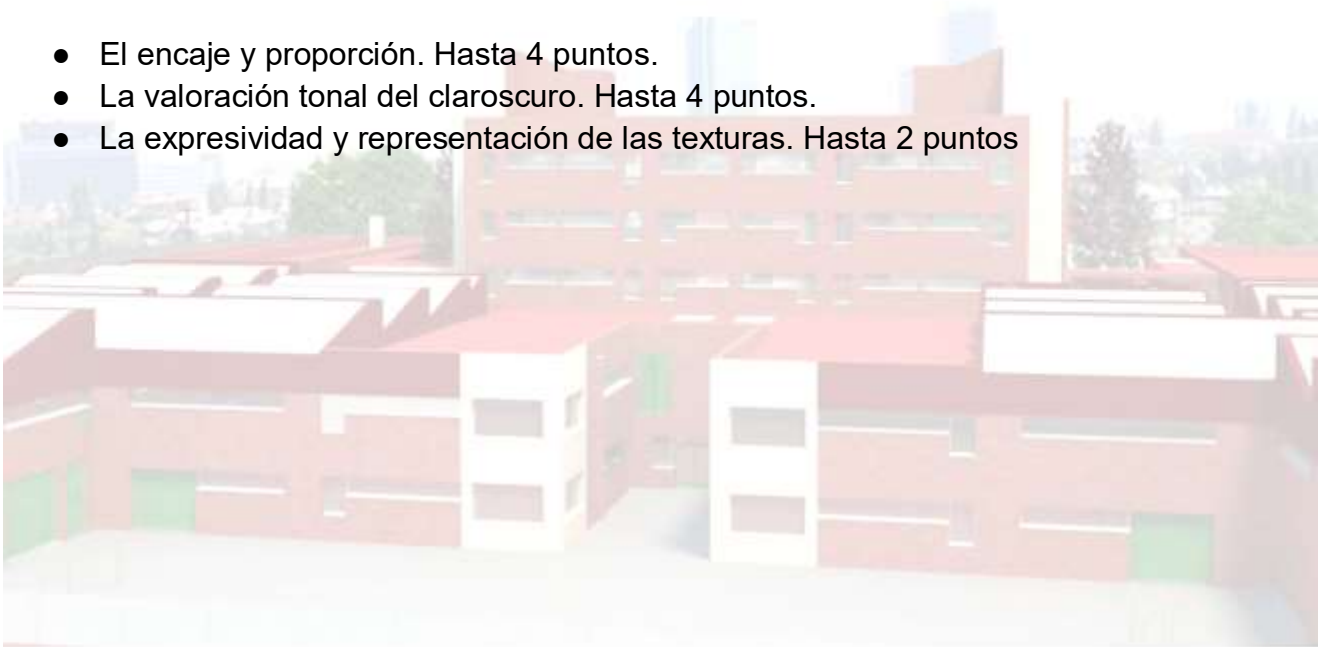 ● El encaje y proporción. Hasta 4 puntos.
● La valoración tonal del claroscuro. Hasta 4 puntos.
● La expresividad y representación de las texturas. Hasta 2 puntos